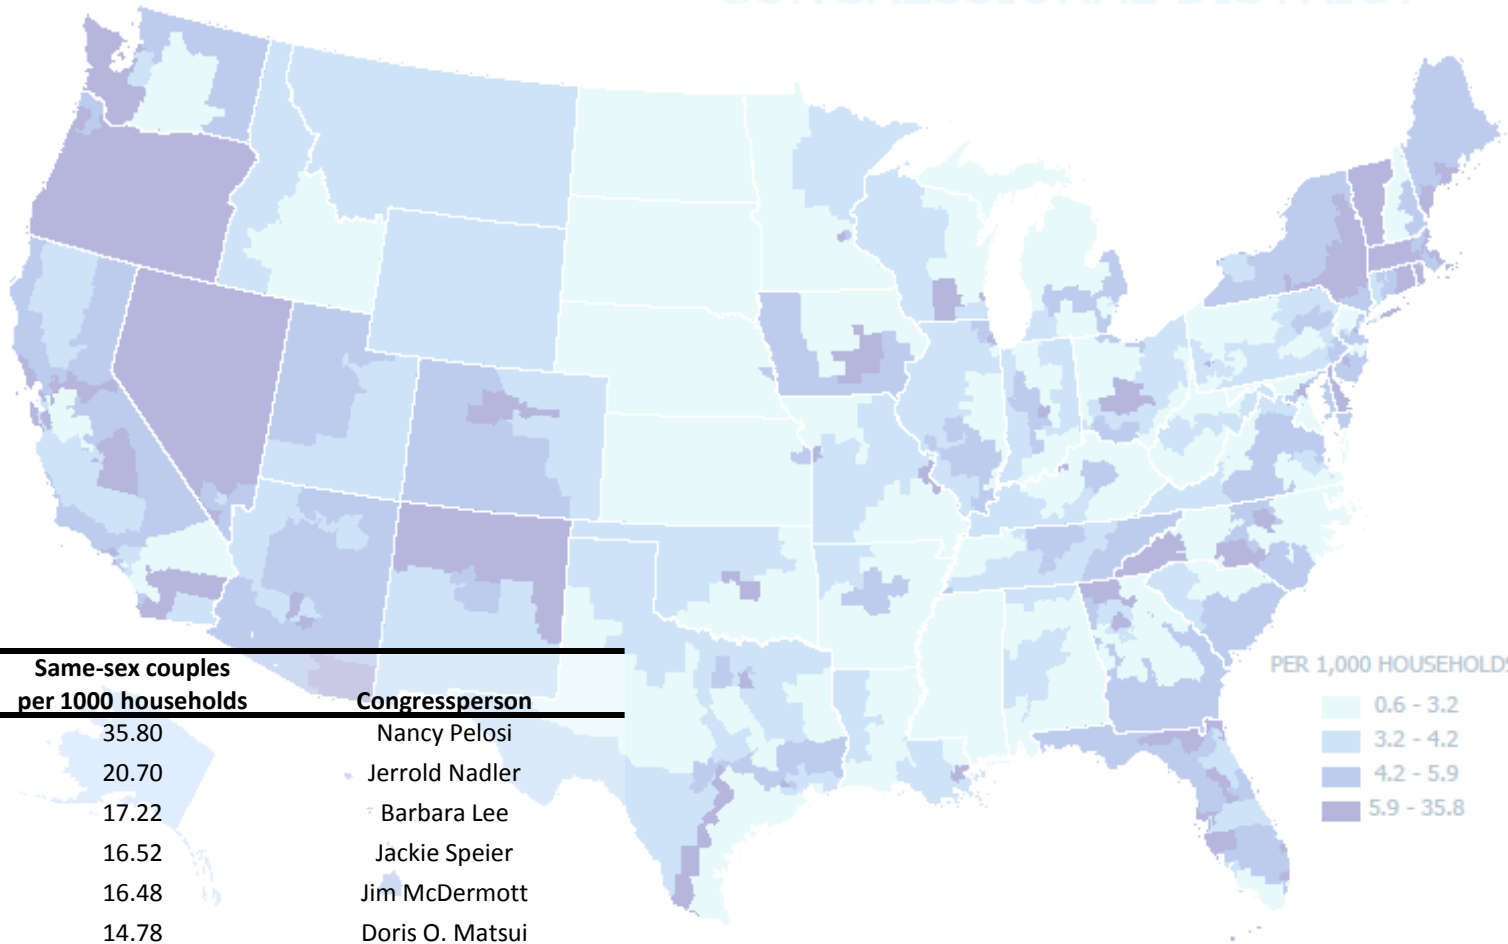 Same-sex couples
per 1000 households Congressperson
35.80 Nancy Pelosi
20.70 Jerrold Nadler
17.22 Barbara Lee
16.52 Jackie Speier
16.48 Jim McDermott
14.78 Doris O. Matsui
PER 1,000 HOUSEHOLDS
0.6 - 3.2
3.2 - 4.2
4.2 - 5.9
5.9 - 35.8